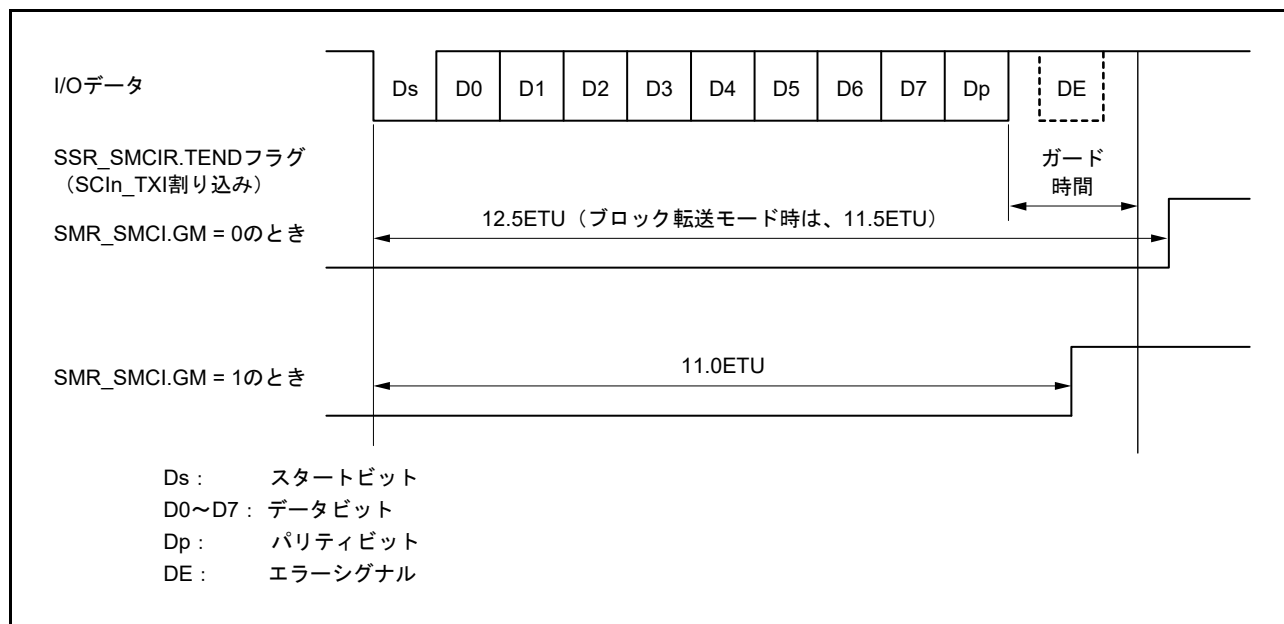 I/Oデータ
Ds D0 D1 D2 D3 D4 D5 D6 D7 Dp DE
SSR_SMCIR.TENDフラグ
（SCIn_TXI割り込み）
ガード
時間
12.5ETU（ブロック転送モード時は、11.5ETU）
SMR_SMCI.GM = 0のとき
11.0ETU
SMR_SMCI.GM = 1のとき
Ds： スタートビット
D0～D7： データビット
Dp： パリティビット
DE： エラーシグナル